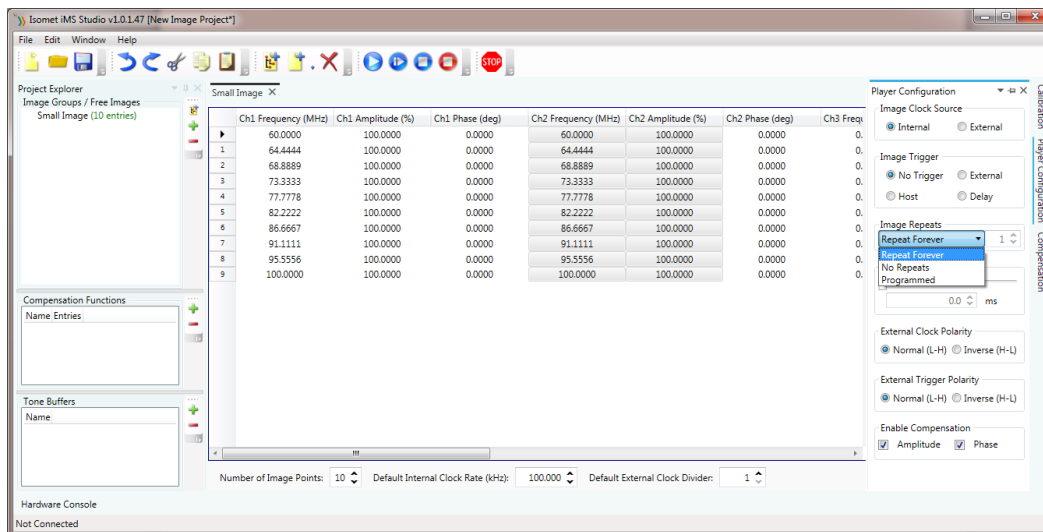 Isomet iMS Studio v1.0.1.47 [New Image Project*]
File Edit Window Help
STOP
Project Explorer
Image Groups / Free Images
Small Image (10 entries)
Compensation Functions
Name Entries
Tone Buffers
Name
Small Image
Ch1 Frequency (MHz) Ch1 Amplitude (%) Ch1 Phase (deg) Ch2 Frequency (MHz) Ch2 Amplitude (%) Ch2 Phase (deg) Ch3 Frequ
60.0000 100.0000 0.0000 60.0000 100.0000 0.0000 0.
1 64.4444 100.0000 0.0000 64.4444 100.0000 0.0000 0.
2 68.8889 100.0000 0.0000 68.8889 100.0000 0.0000 0.
3 73.3333 100.0000 0.0000 73.3333 100.0000 0.0000 0.
4 77.7778 100.0000 0.0000 77.7778 100.0000 0.0000 0.
5 82.2222 100.0000 0.0000 82.2222 100.0000 0.0000 0.
6 86.6667 100.0000 0.0000 86.6667 100.0000 0.0000 0.
7 91.1111 100.0000 0.0000 91.1111 100.0000 0.0000 0.
8 95.5556 100.0000 0.0000 95.5556 100.0000 0.0000 0.
9 100.0000 100.0000 0.0000 100.0000 100.0000 0.0000 0.
Number of Image Points: 10 Default Internal Clock Rate (kHz): 100.000 Default External Clock Divider: 1
Player Configuration
Image Clock Source
Internal External
Image Trigger
No Trigger External
Host Delay
Image Repeats
Repeat Forever 1
Repeat Forever
No Repeats
Programmed
0.0 ms
External Clock Polarity
Normal (L-H) Inverse (H-L)
External Trigger Polarity
Normal (L-H) Inverse (H-L)
Enable Compensation
Amplitude Phase
Calibration
Player Configuration
Compensation
Hardware Console
Not Connected